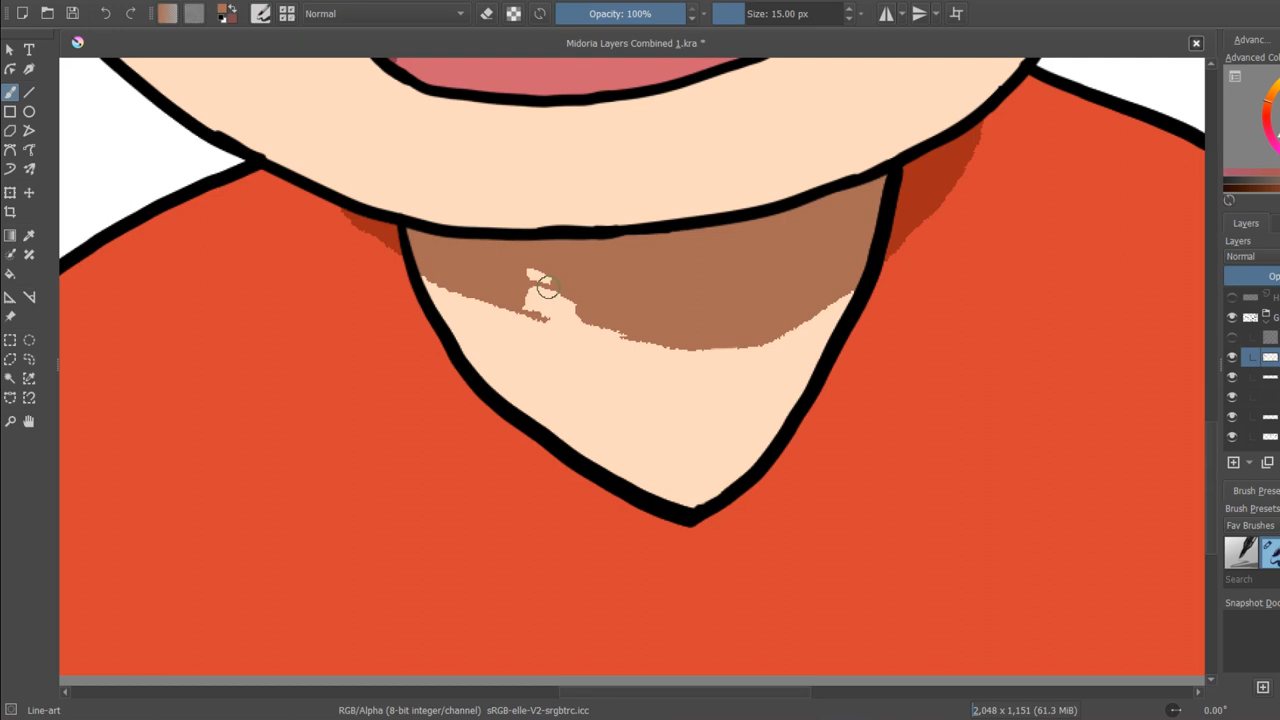 Normal
Opacity: 100%
Size: 15.00 px
Midoria Layers Combined 1.kra *
T
Advanc...
Advanced Col
Layers
Layers
Normal
Op
H
G
Brush Prese
Brush Presets
Fav Brushes
Search
Snapshot Doc
Line-art
RGB/Alpha (8-bit integer/channel) sRGB-elle-V2-srgbtrc.icc
2,048 x 1,151 (61.3 MiB)
0.00°